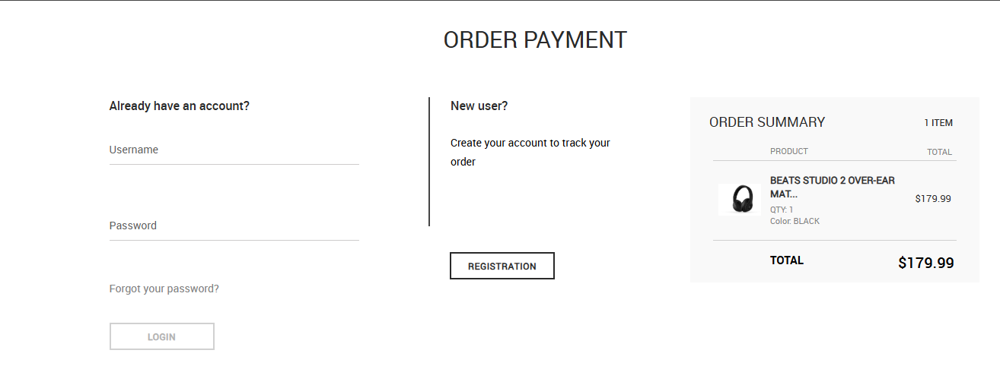 ORDER PAYMENT
Already have an account?
Username
Password
Forgot your password?
LOGIN
New user?
Create your account to track your
order
REGISTRATION
ORDER SUMMARY 1 ITEM
PRODUCT TOTAL
BEATS STUDIO 2 OVER-EAR
MAT...
QTY: 1
Color: BLACK
$179.99
TOTAL $179.99